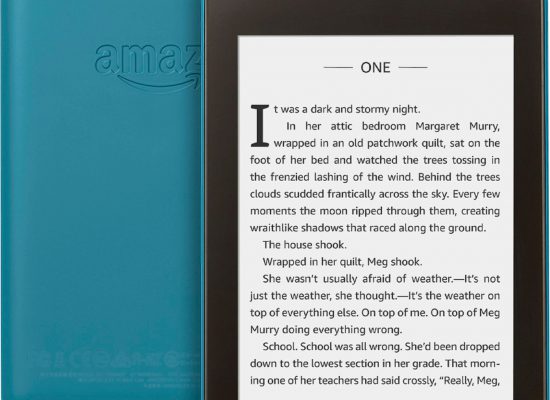 amaz
ONE
It was a dark and stormy night.
In her attic bedroom Margaret Murry,
wrapped in an old patchwork quilt, sat on the
foot of her bed and watched the trees tossing in
the frenzied lashing of the wind. Behind the trees
clouds scudded frantically across the sky. Every few
moments the moon ripped through them, creating
wraithlike shadows that raced along the ground.
The house shook.
Wrapped in her quilt, Meg shook.
She wasn't usually afraid of weather.—It's not
just the weather, she thought.—It's the weather on
top of everything else. On top of me. On top of Meg
Murry doing everything wrong.
School. School was all wrong. She'd been dropped
down to the lowest section in her grade. That morn-
ing one of her teachers had said crossly, “Really, Meg,